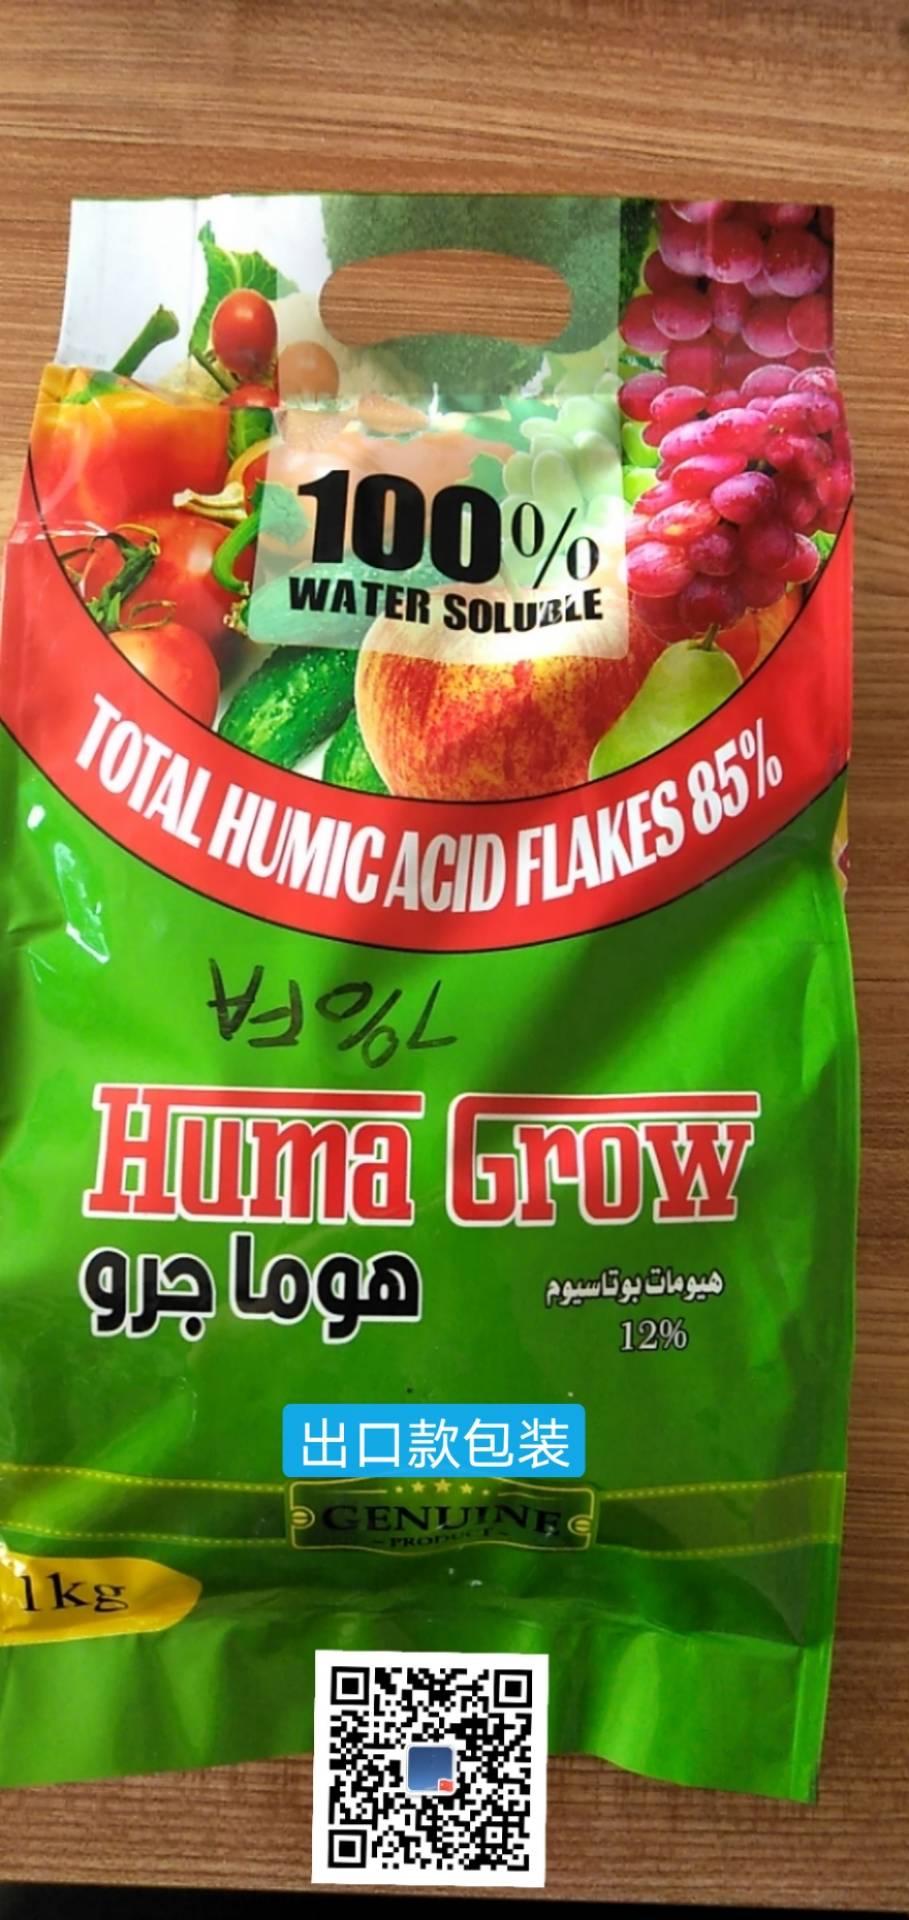 100%
WATER SOLUBLE
TOTAL HUMIC ACID FLAKES 85%
7%FA
Huma Grow
هوما جرو
هيومات بوتاسيوم
12%
出口款包装
GENUINE
~PRODUCT~
1kg